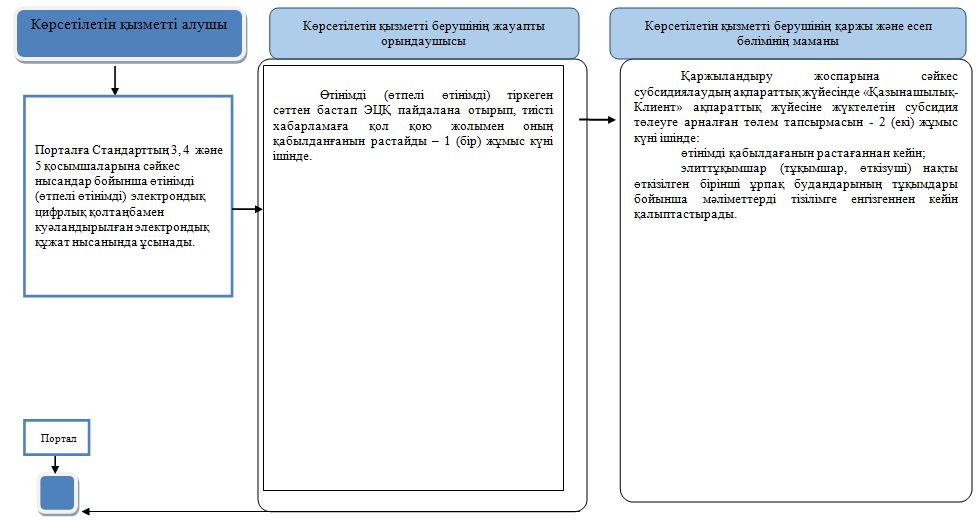 Көрсетілетін қызметті алушы
Көрсетілетін қызметті берушінің жауапты
орындаушысы
Көрсетілетін қызметті берушінің қаржы және есеп
бөлімінің маманы
Порталға Стандарттың 3, 4 және
5 қосымшаларына сәйкес
нысандар бойынша өтінімді
(өтпелі өтінімді) электрондық
цифрлық қолтаңбамен
куәландырылған электрондық
құжат нысанында ұсынады.
Өтінімді (өтпелі өтінімді) тіркеген
сәттен бастап ЭЦҚ пайдалана отырып, тиісті
хабарламаға қол қою жолымен оның
қабылданғанын растайды – 1 (бір) жұмыс күні
ішінде.
Қаржыландыру жоспарына сәйкес
субсидиялаудың ақпараттық жүйесінде «Қазынашылық-
Клиент» ақпараттық жүйесіне жүктелетін субсидия
төлеуге арналған төлем тапсырмасын - 2 (екі) жұмыс
күні ішінде:
өтінімді қабылдағанын растағаннан кейін;
элиттұқымшар (тұқымшар, өткізуші) нақты
өткізілген бірінші ұрпақ будандарының тұқымдары
бойынша мәліметтерді тізілімге енгізгеннен кейін
қалыптастырады.
Портал